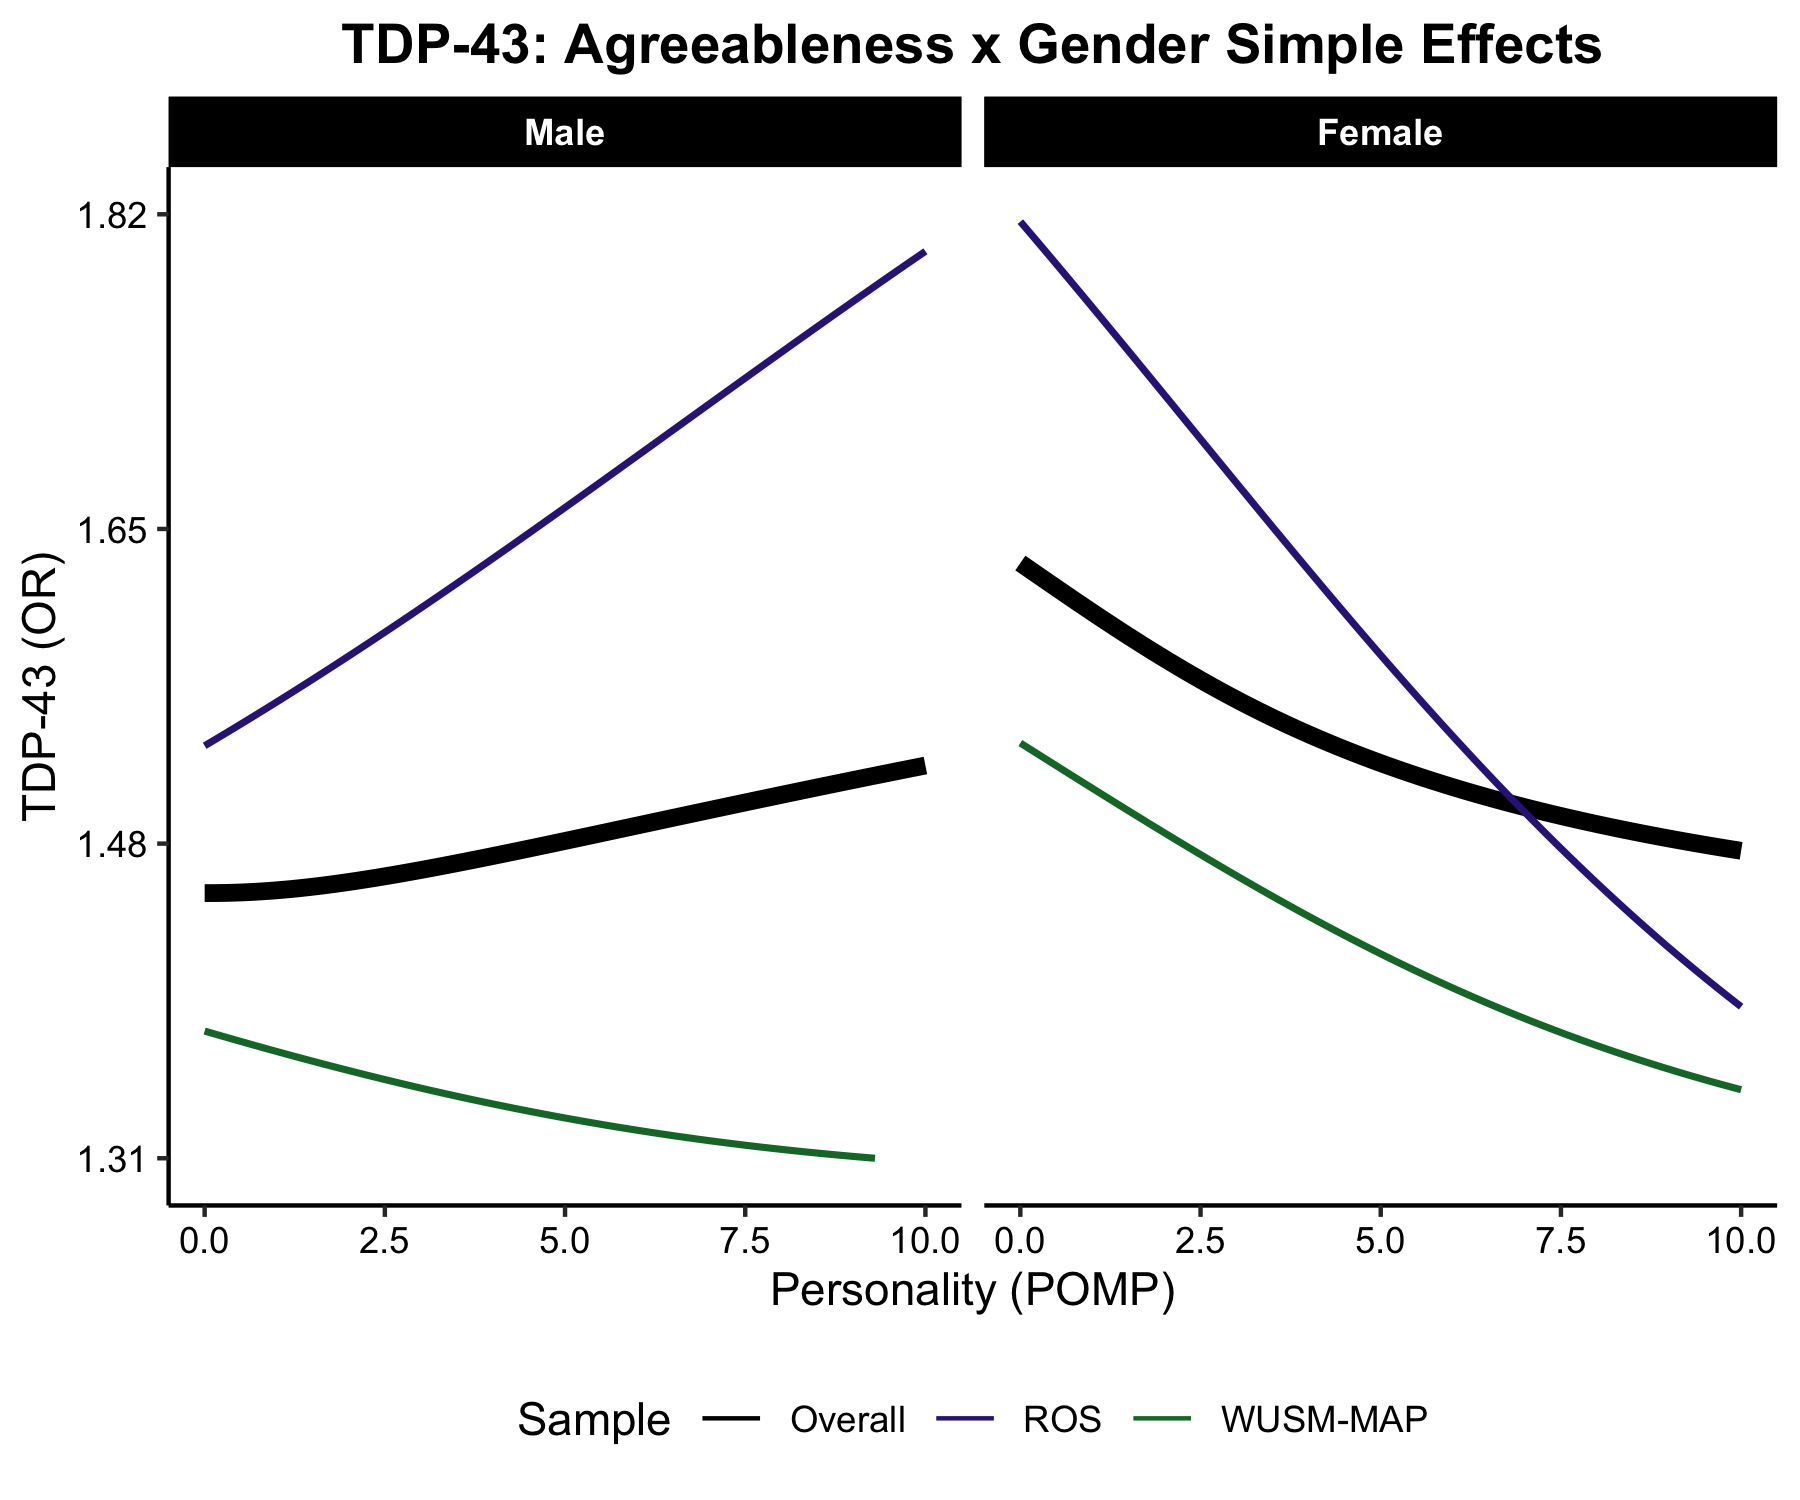 TDP-43: Agreeableness x Gender Simple Effects
Male Female
TDP-43 (OR)
1.82
1.65
1.48
1.31
0.0 2.5 5.0 7.5 10.0 0.0 2.5 5.0 7.5 10.0
Personality (POMP)
Sample Overall ROS WUSM-MAP